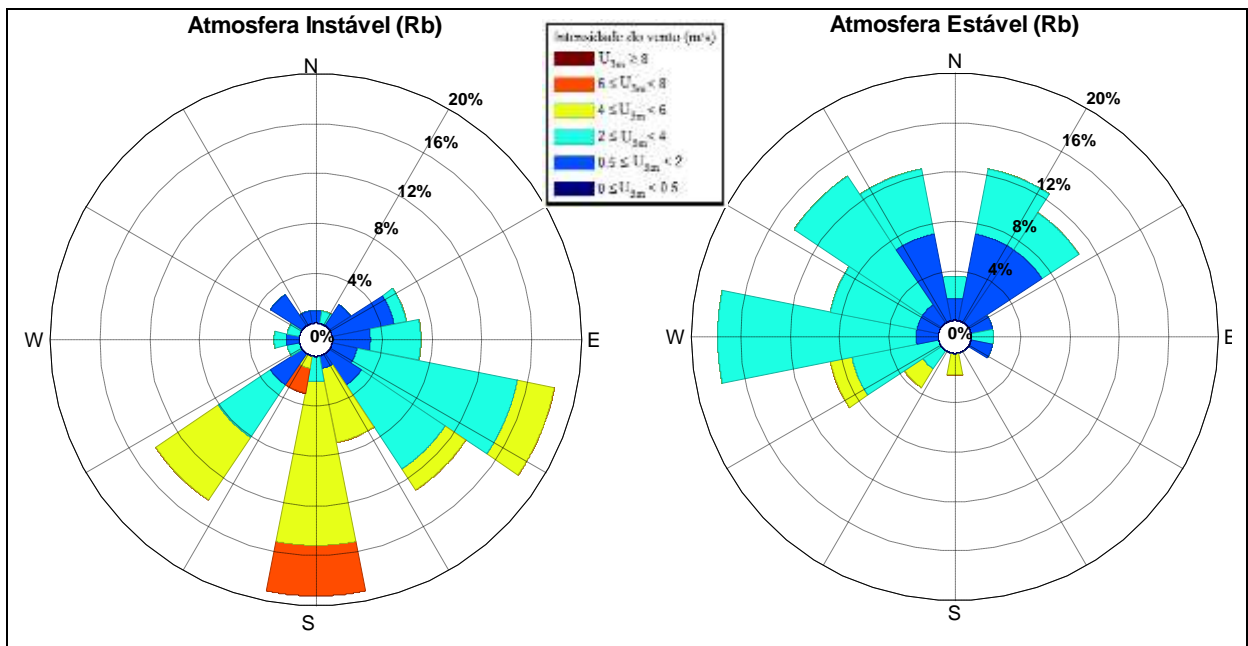 Atmosfera Instável (Rb)
N
20%
16%
12%
8%
4%
0%
W
E
S
Intensidade do vento (m/s)
U3m ≥ 8
6 ≤ U3m < 8
4 ≤ U3m < 6
2 ≤ U3m < 4
0.5 ≤ U3m < 2
0 ≤ U3m < 0.5
Atmosfera Estável (Rb)
N
20%
16%
12%
8%
4%
0%
W
E
S